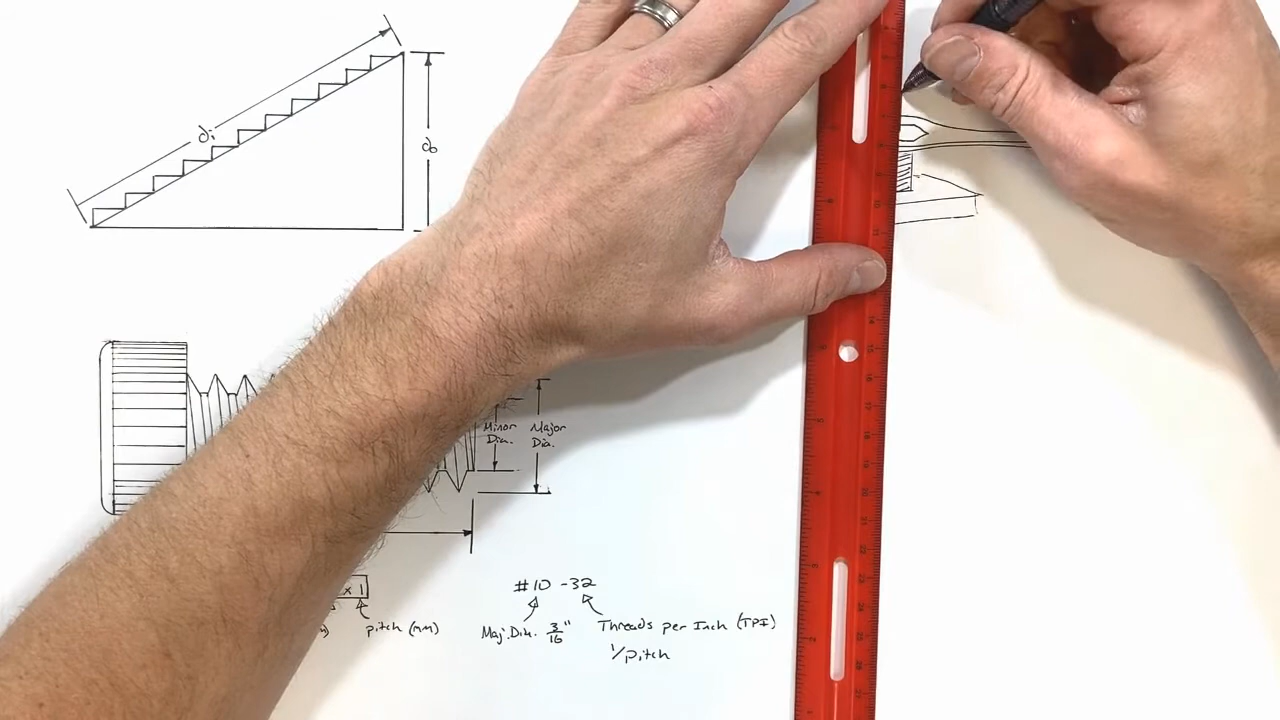 di
do
Minor Major
Dia. Dia.
#10 -32
x 1
pitch (mm)
Maj. Dia. 3/16" Threads per Inch (TPI)
1/pitch